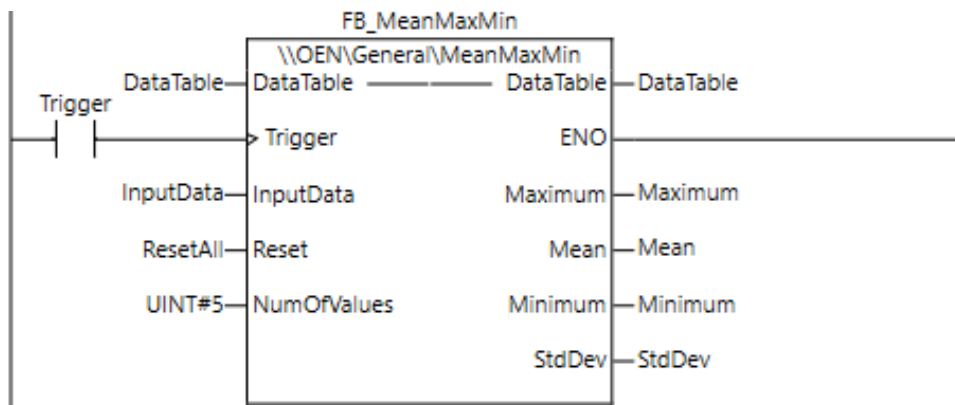 FB_MeanMaxMin
\\OEN\General\MeanMaxMin
DataTable DataTable DataTable DataTable
Trigger
Trigger ENO
InputData InputData Maximum Maximum
ResetAll Reset Mean Mean
UINT#5 NumOfValues Minimum Minimum
StdDev StdDev